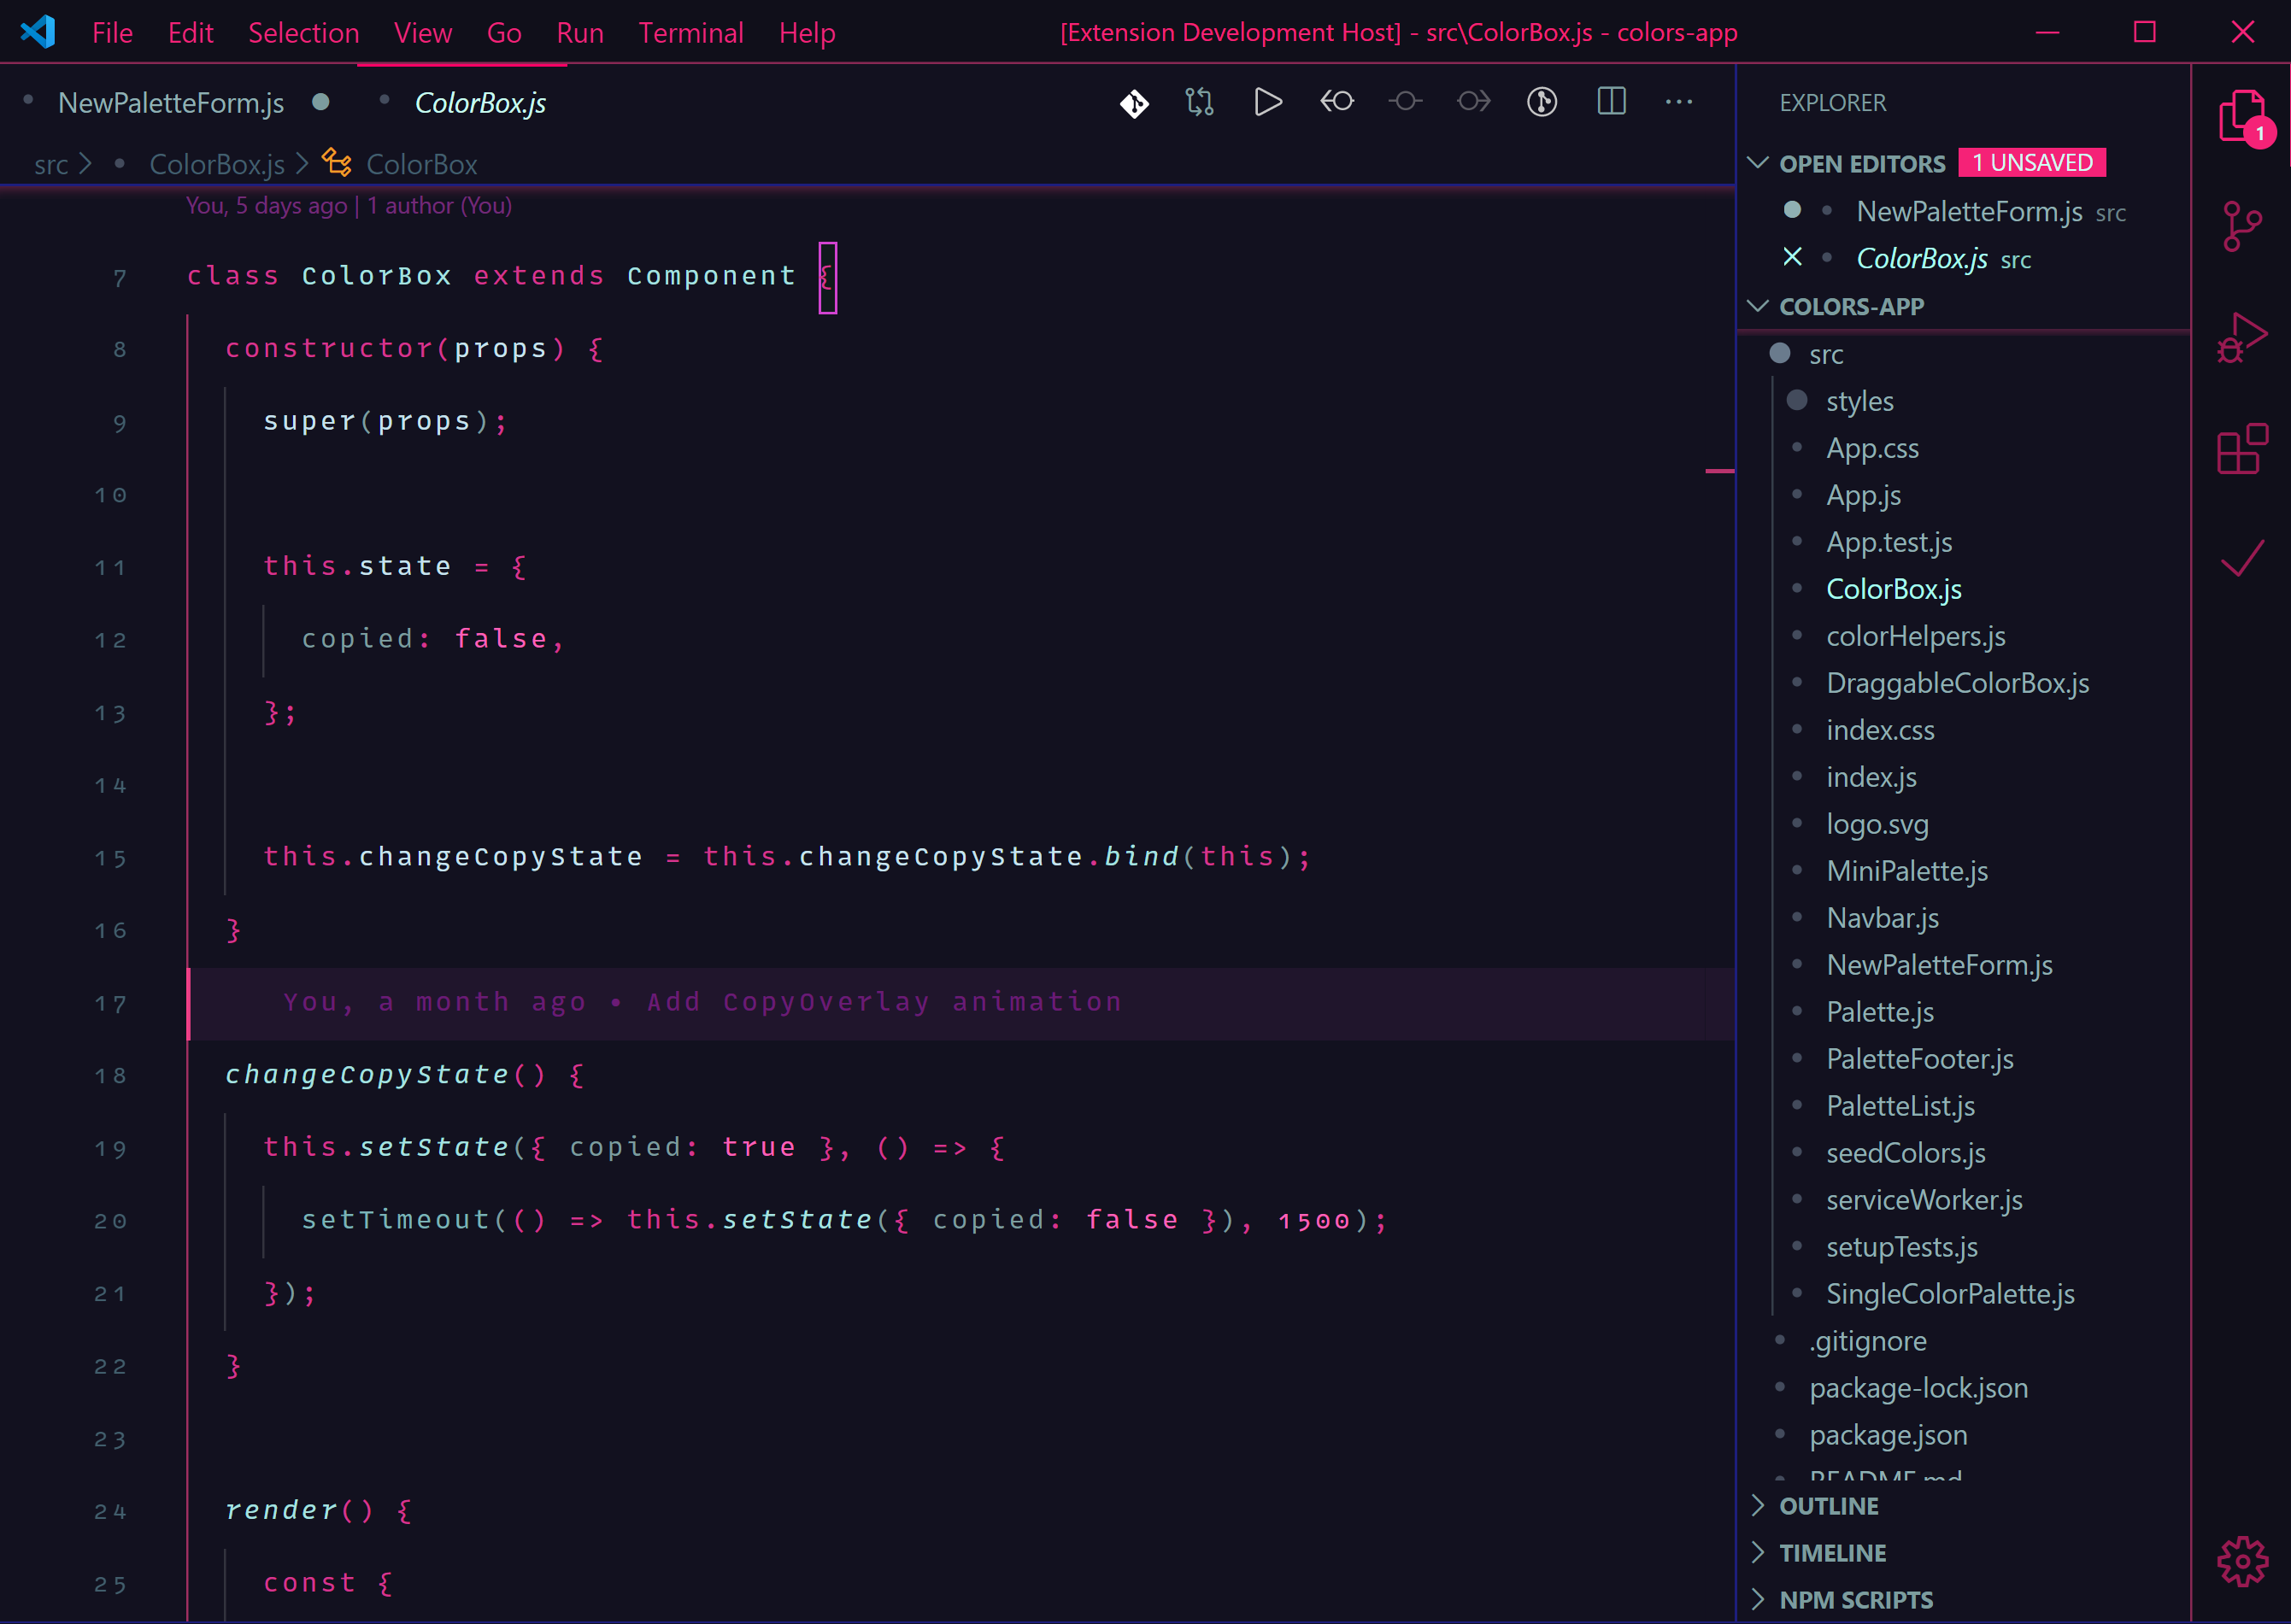 File Edit Selection View Go Run Terminal Help [Extension Development Host] - src\ColorBox.js - colors-app
NewPaletteForm.js ColorBox.js
src ColorBox.js ColorBox
You, 5 days ago | 1 author (You)
7 class ColorBox extends Component {
8 constructor(props) {
9 super(props);
10
11 this.state = {
12 copied: false,
13 };
14
15 this.changeCopyState = this.changeCopyState.bind(this);
16 }
17 You, a month ago • Add CopyOverlay animation
18 changeCopyState() {
19 this.setState({ copied: true }, () => {
20 setTimeout(() => this.setState({ copied: false }), 1500);
21 });
22 }
23
24 render() {
25 const {
EXPLORER
OPEN EDITORS 1 UNSAVED
NewPaletteForm.js src
ColorBox.js src
COLORS-APP
src
styles
App.css
App.js
App.test.js
ColorBox.js
colorHelpers.js
DraggableColorBox.js
index.css
index.js
logo.svg
MiniPalette.js
Navbar.js
NewPaletteForm.js
Palette.js
PaletteFooter.js
PaletteList.js
seedColors.js
serviceWorker.js
setupTests.js
SingleColorPalette.js
.gitignore
package-lock.json
package.json
README.md
OUTLINE
TIMELINE
NPM SCRIPTS
1